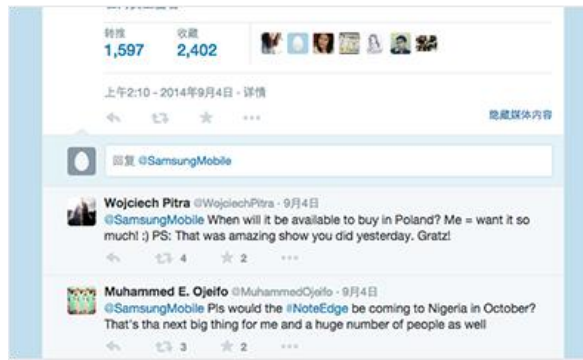 转推 收藏
1,597 2,402
上午2:10 - 2014年9月4日 · 详情
隐藏媒体内容
回复 @SamsungMobile
Wojciech Pitra @WojciechPitra · 9月4日
@SamsungMobile When will it be available to buy in Poland? Me = want it so
much! :) PS: That was amazing show you did yesterday. Gratz!
4 2
Muhammed E. Ojeifo @MuhammedOjeifo · 9月4日
@SamsungMobile Pls would the #NoteEdge be coming to Nigeria in October?
That's tha next big thing for me and a huge number of people as well
3 2